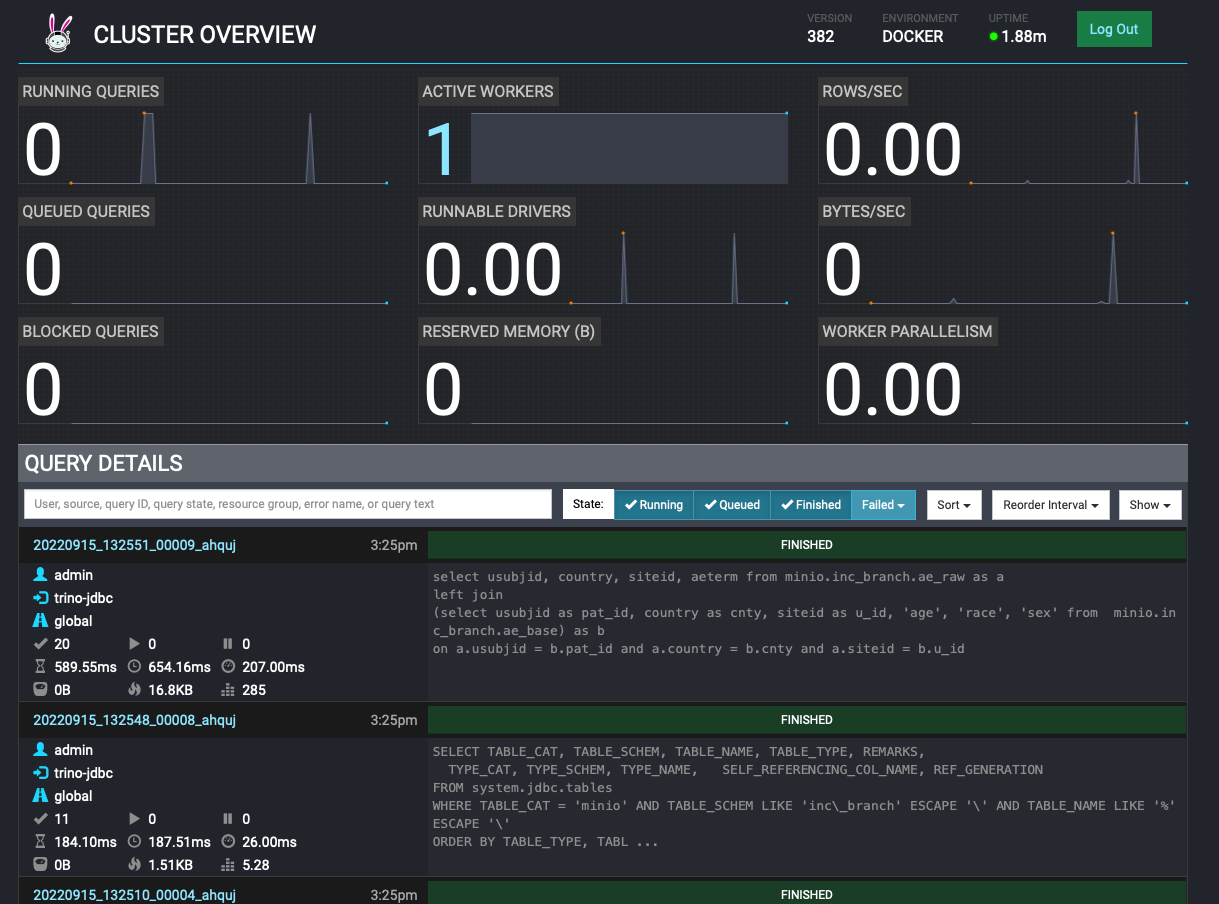 CLUSTER OVERVIEW
VERSION
382
ENVIRONMENT
DOCKER
UPTIME
1.88m
Log Out
RUNNING QUERIES
0
ACTIVE WORKERS
1
ROWS/SEC
0.00
QUEUED QUERIES
0
RUNNABLE DRIVERS
0.00
BYTES/SEC
0
BLOCKED QUERIES
0
RESERVED MEMORY (B)
0
WORKER PARALLELISM
0.00
QUERY DETAILS
User, source, query ID, query state, resource group, error name, or query text
State: Running Queued Finished Failed
Sort
Reorder Interval
Show
20220915_132551_00009_ahquj 3:25pm
FINISHED
admin
trino-jdbc
global
20 0 0
589.55ms 654.16ms 207.00ms
0B 16.8KB 285
select usubjid, country, siteid, aeterm from minio.inc_branch.ae_raw as a
left join
(select usubjid as pat_id, country as cnty, siteid as u_id, 'age', 'race', 'sex' from  minio.in
c_branch.ae_base) as b
on a.usubjid = b.pat_id and a.country = b.cnty and a.siteid = b.u_id
20220915_132548_00008_ahquj 3:25pm
FINISHED
admin
trino-jdbc
global
11 0 0
184.10ms 187.51ms 26.00ms
0B 1.51KB 5.28
SELECT TABLE_CAT, TABLE_SCHEM, TABLE_NAME, TABLE_TYPE, REMARKS,
  TYPE_CAT, TYPE_SCHEM, TYPE_NAME,   SELF_REFERENCING_COL_NAME, REF_GENERATION
FROM system.jdbc.tables
WHERE TABLE_CAT = 'minio' AND TABLE_SCHEM LIKE 'inc\_branch' ESCAPE '\' AND TABLE_NAME LIKE '%'
ESCAPE '\'
ORDER BY TABLE_TYPE, TABL ...
20220915_132510_00004_ahquj 3:25pm
FINISHED